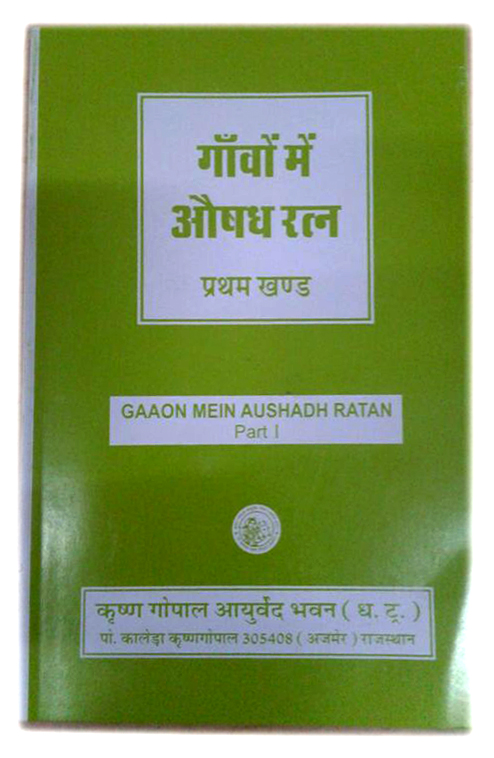 गाँवों में
औषध रत्न
प्रथम खण्ड
GAAON MEIN AUSHADH RATAN
Part I
कृष्ण गोपाल आयुर्वेद भवन ( ध. ट्र. )
पो. कालेड़ा कृष्णगोपाल 305408 ( अजमेर ) राजस्थान